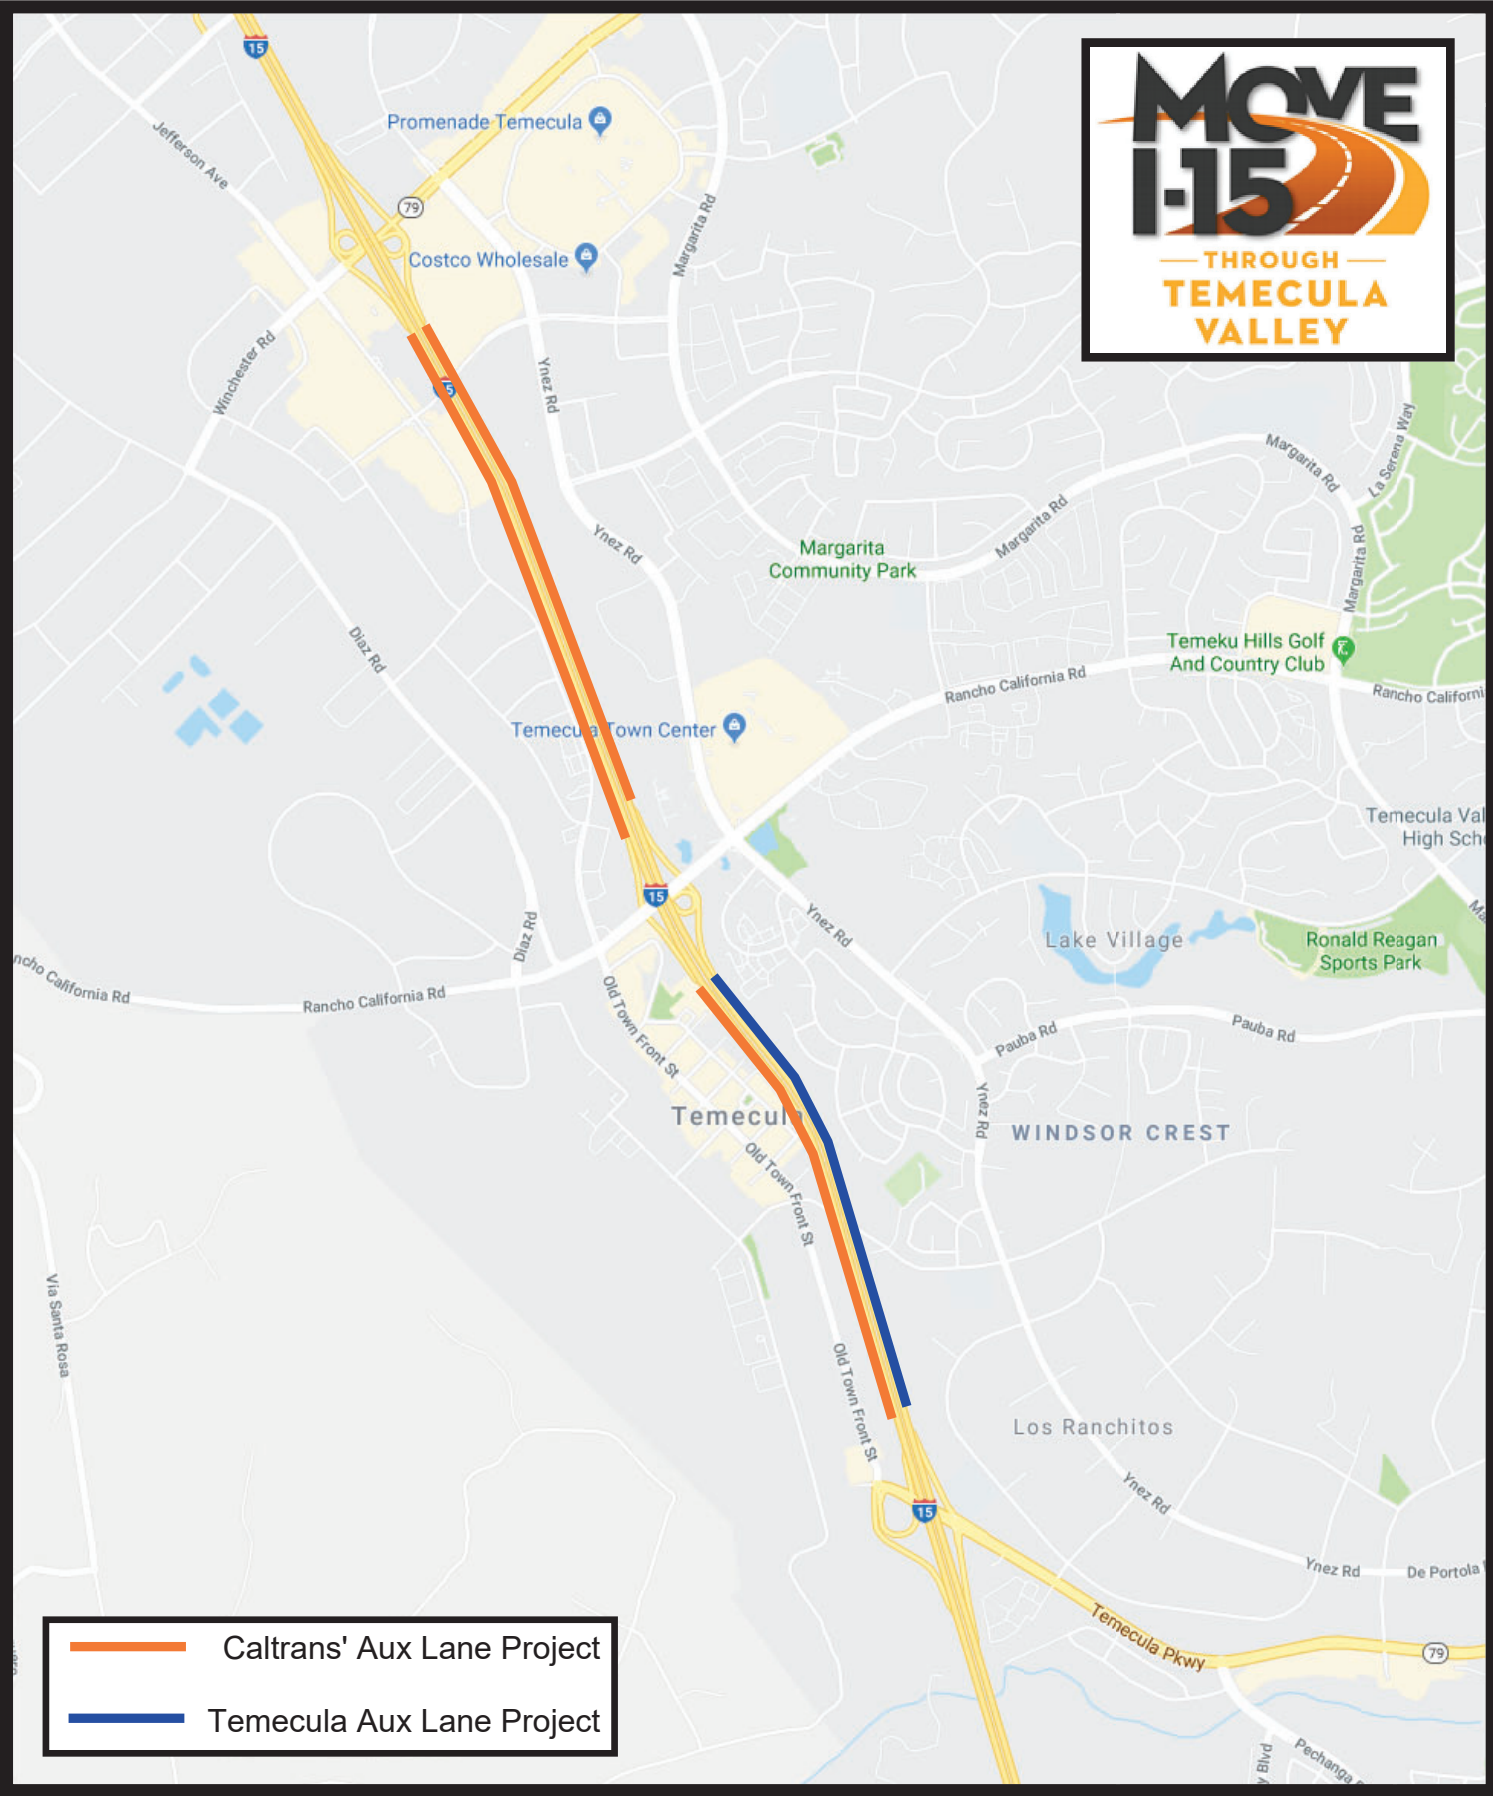 15
Promenade Temecula
Jefferson Ave
79
Costco Wholesale
Margarita Rd
MOVE
I-15
THROUGH
TEMECULA
VALLEY
Winchester Rd
Ynez Rd
15
La Serena Way
Margarita Rd
Margarita Rd
Ynez Rd
Margarita
Community Park
Margarita Rd
Diaz Rd
Temeku Hills Golf
And Country Club
Rancho California Rd
Rancho Californi
Temecula Town Center
Temecula Val
High Sch
15
Ynez Rd
Ma
Diaz Rd
Lake Village
Ronald Reagan
Sports Park
ncho California Rd
Rancho California Rd
Old Town Front St
Pauba Rd
Pauba Rd
Temecula
Ynez Rd
WINDSOR CREST
Old Town Front St
Via Santa Rosa
Old Town Front St
Los Ranchitos
Ynez Rd
15
Ynez Rd
De Portola
Temecula Pkwy
79
Caltrans' Aux Lane Project
Temecula Aux Lane Project
y Blvd
Pechanga